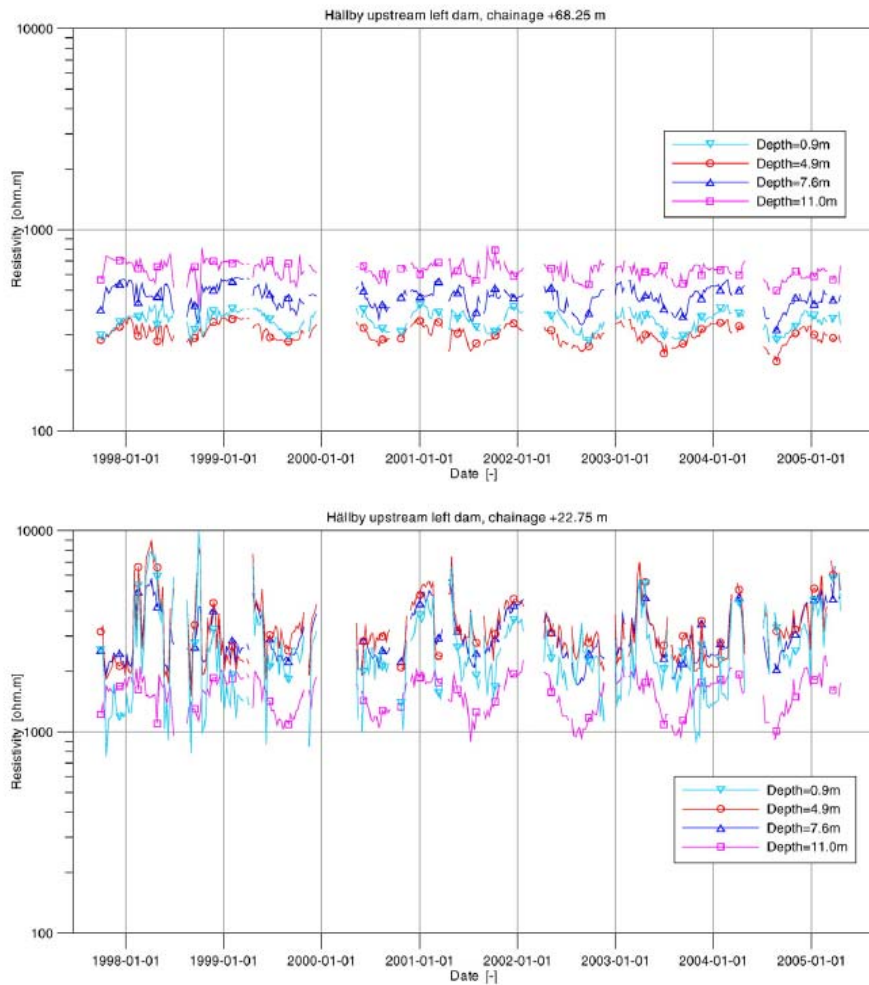 Hällby upstream left dam, chainage +68.25 m
10000
1000
100
Resistivity [ohm.m]
Depth=0.9m
Depth=4.9m
Depth=7.6m
Depth=11.0m
1998-01-01 1999-01-01 2000-01-01 2001-01-01 2002-01-01 2003-01-01 2004-01-01 2005-01-01
Date [-]
Hällby upstream left dam, chainage +22.75 m
10000
1000
100
Resistivity [ohm.m]
Depth=0.9m
Depth=4.9m
Depth=7.6m
Depth=11.0m
1998-01-01 1999-01-01 2000-01-01 2001-01-01 2002-01-01 2003-01-01 2004-01-01 2005-01-01
Date [-]